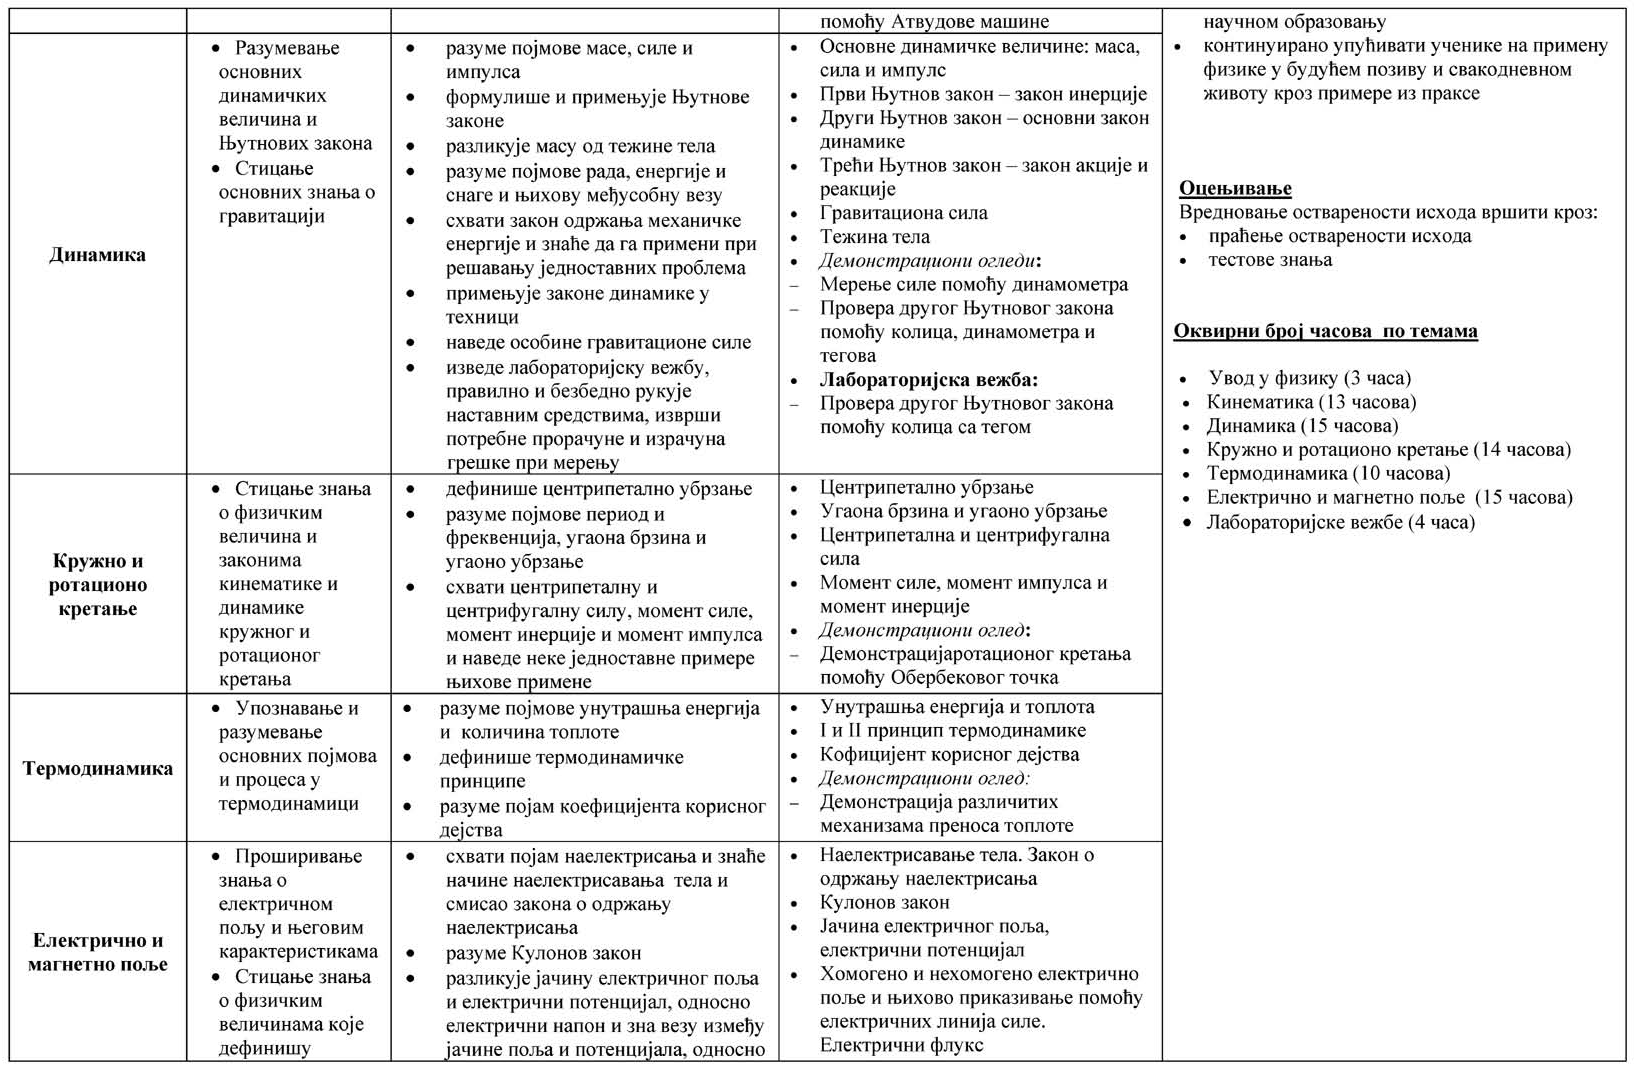 помоћу Атвудове машине
научном образовању
• континуирано упућивати ученике на примену
физике у будућем позиву и свакодневном
животу кроз примере из праксе
Динамика
• Разумевање
основних
динамичких
величина и
Њутнових закона
• Стицање
основних знања о
гравитацији
• разуме појмове масе, силе и
импулса
• формулише и примењује Њутнове
законе
• разликује масу од тежине тела
• разуме појмове рада, енергије и
снаге и њихову међусобну везу
• схвати закон одржања механичке
енергије и знаће да га примени при
решавању једноставних проблема
• примењује законе динамике у
техници
• наведе особине гравитационе силе
• изведе лабораторијску вежбу,
правилно и безбедно рукује
наставним средствима, изврши
потребне прорачуне и израчуна
грешке при мерењу
• Основне динамичке величине: маса,
сила и импулс
• Први Њутнов закон – закон инерције
• Други Њутнов закон – основни закон
динамике
• Трећи Њутнов закон – закон акције и
реакције
• Гравитациона сила
• Тежина тела
• Демонстрациони огледи:
– Мерење силе помоћу динамометра
– Провера другог Њутновог закона
помоћу колица, динамометра и
тегова
• Лабораторијска вежба:
– Провера другог Њутновог закона
помоћу колица са тегом
Оцењивање
Вредновање остварености исхода вршити кроз:
• праћење остварености исхода
• тестове знања
Оквирни број часова по темама
• Увод у физику (3 часа)
• Кинематика (13 часова)
• Динамика (15 часова)
• Кружно и ротационо кретање (14 часова)
• Термодинамика (10 часова)
• Електрично и магнетно поље (15 часова)
• Лабораторијске вежбе (4 часа)
Кружно и
ротационо
кретање
• Стицање знања
о физичким
величина и
законима
кинематике и
динамике
кружног и
ротационог
кретања
• дефинише центрипетално убрзање
• разуме појмове период и
фреквенција, угаона брзина и
угаоно убрзање
• схвати центрипеталну и
центрифугалну силу, момент силе,
момент инерције и момент импулса
и наведе неке једноставне примере
њихове примене
• Центрипетално убрзање
• Угаона брзина и угаоно убрзање
• Центрипетална и центрифугална
сила
• Момент силе, момент импулса и
момент инерције
• Демонстрациони оглед:
– Демонстрацијаротационог кретања
помоћу Обербековог точка
Термодинамика
• Упознавање и
разумевање
основних појмова
и процеса у
термодинамици
• разуме појмове унутрашња енергија
и количина топлоте
• дефинише термодинамичке
принципе
• разуме појам коефицијента корисног
дејства
• Унутрашња енергија и топлота
• I и II принцип термодинамике
• Кофицијент корисног дејства
• Демонстрациони оглед:
– Демонстрација различитих
механизама преноса топлоте
Електрично и
магнетно поље
• Проширивање
знања о
електричном
пољу и његовим
карактеристикама
• Стицање знања
о физичким
величинама које
дефинишу
• схвати појам наелектрисања и знаће
начине наелектрисавања тела и
смисао закона о одржању
наелектрисања
• разуме Кулонов закон
• разликује јачину електричног поља
и електрични потенцијал, односно
електрични напон и зна везу између
јачине поља и потенцијала, односно
• Наелектрисавање тела. Закон о
одржању наелектрисања
• Кулонов закон
• Јачина електричног поља,
електрични потенцијал
• Хомогено и нехомогено електрично
поље и њихово приказивање помоћу
електричних линија силе.
Електрични флукс